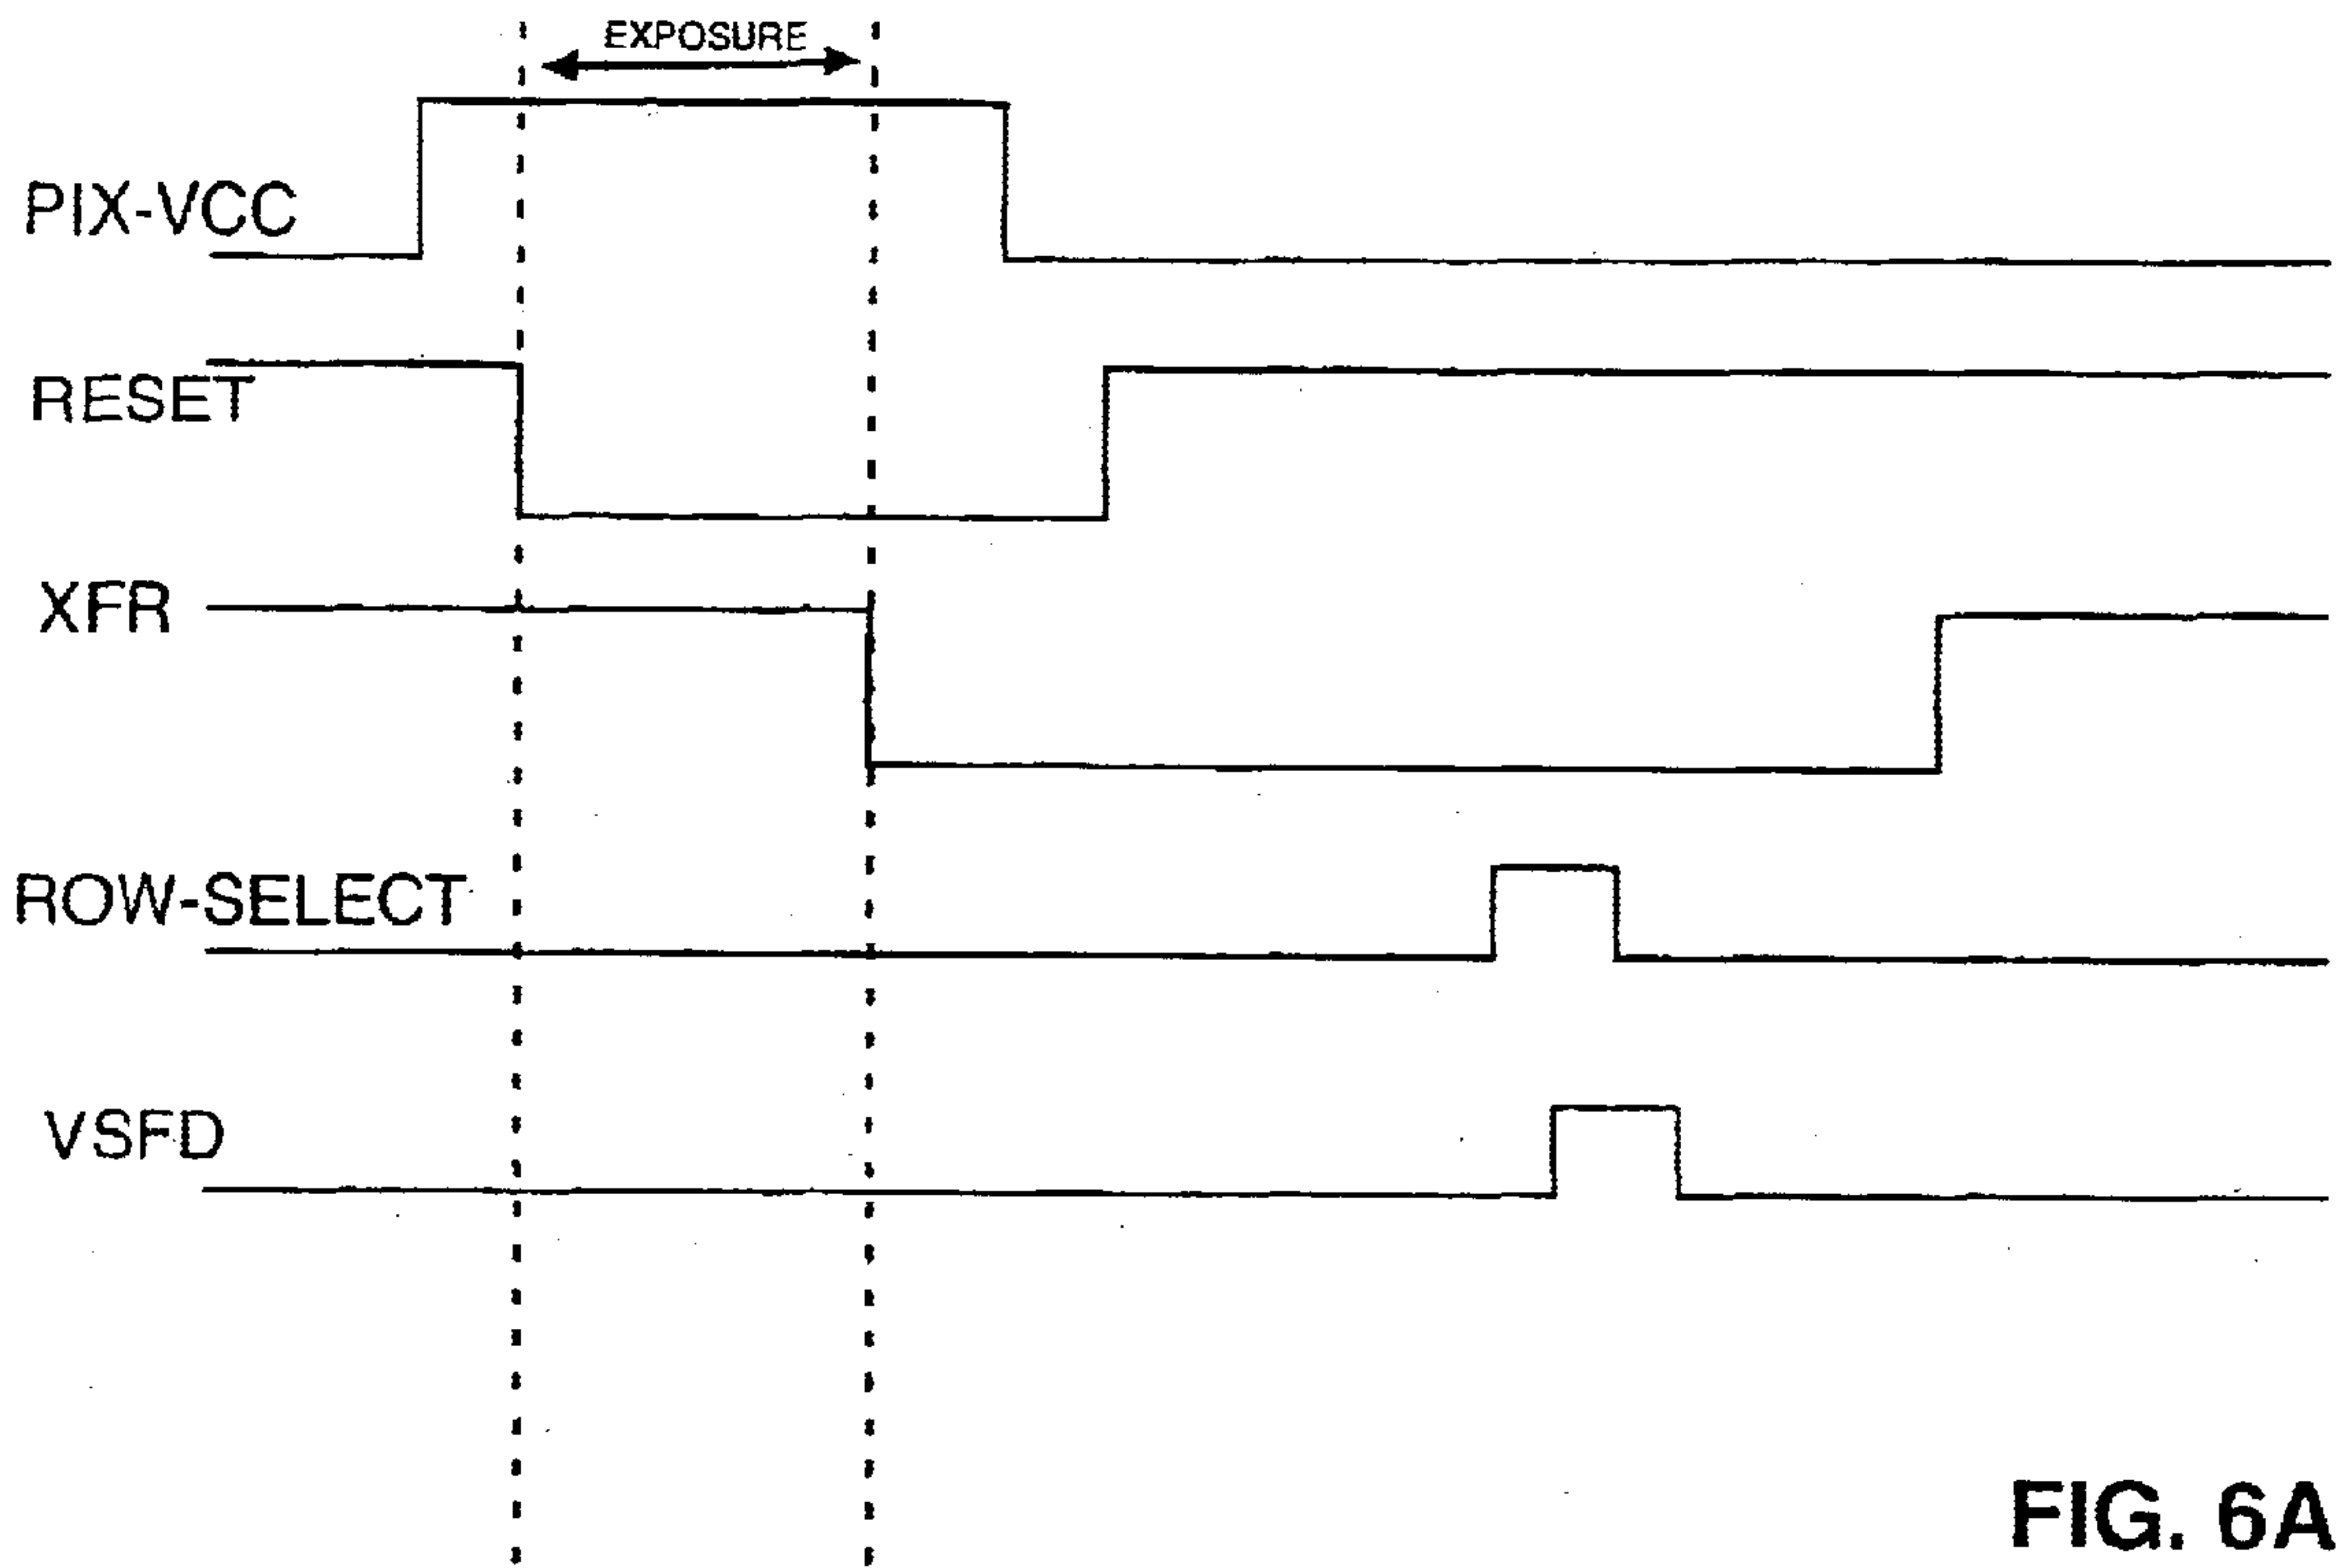 EXPOSURE
PIX-VCC
RESET
XFR
ROW-SELECT
VSFD
FIG. 6A